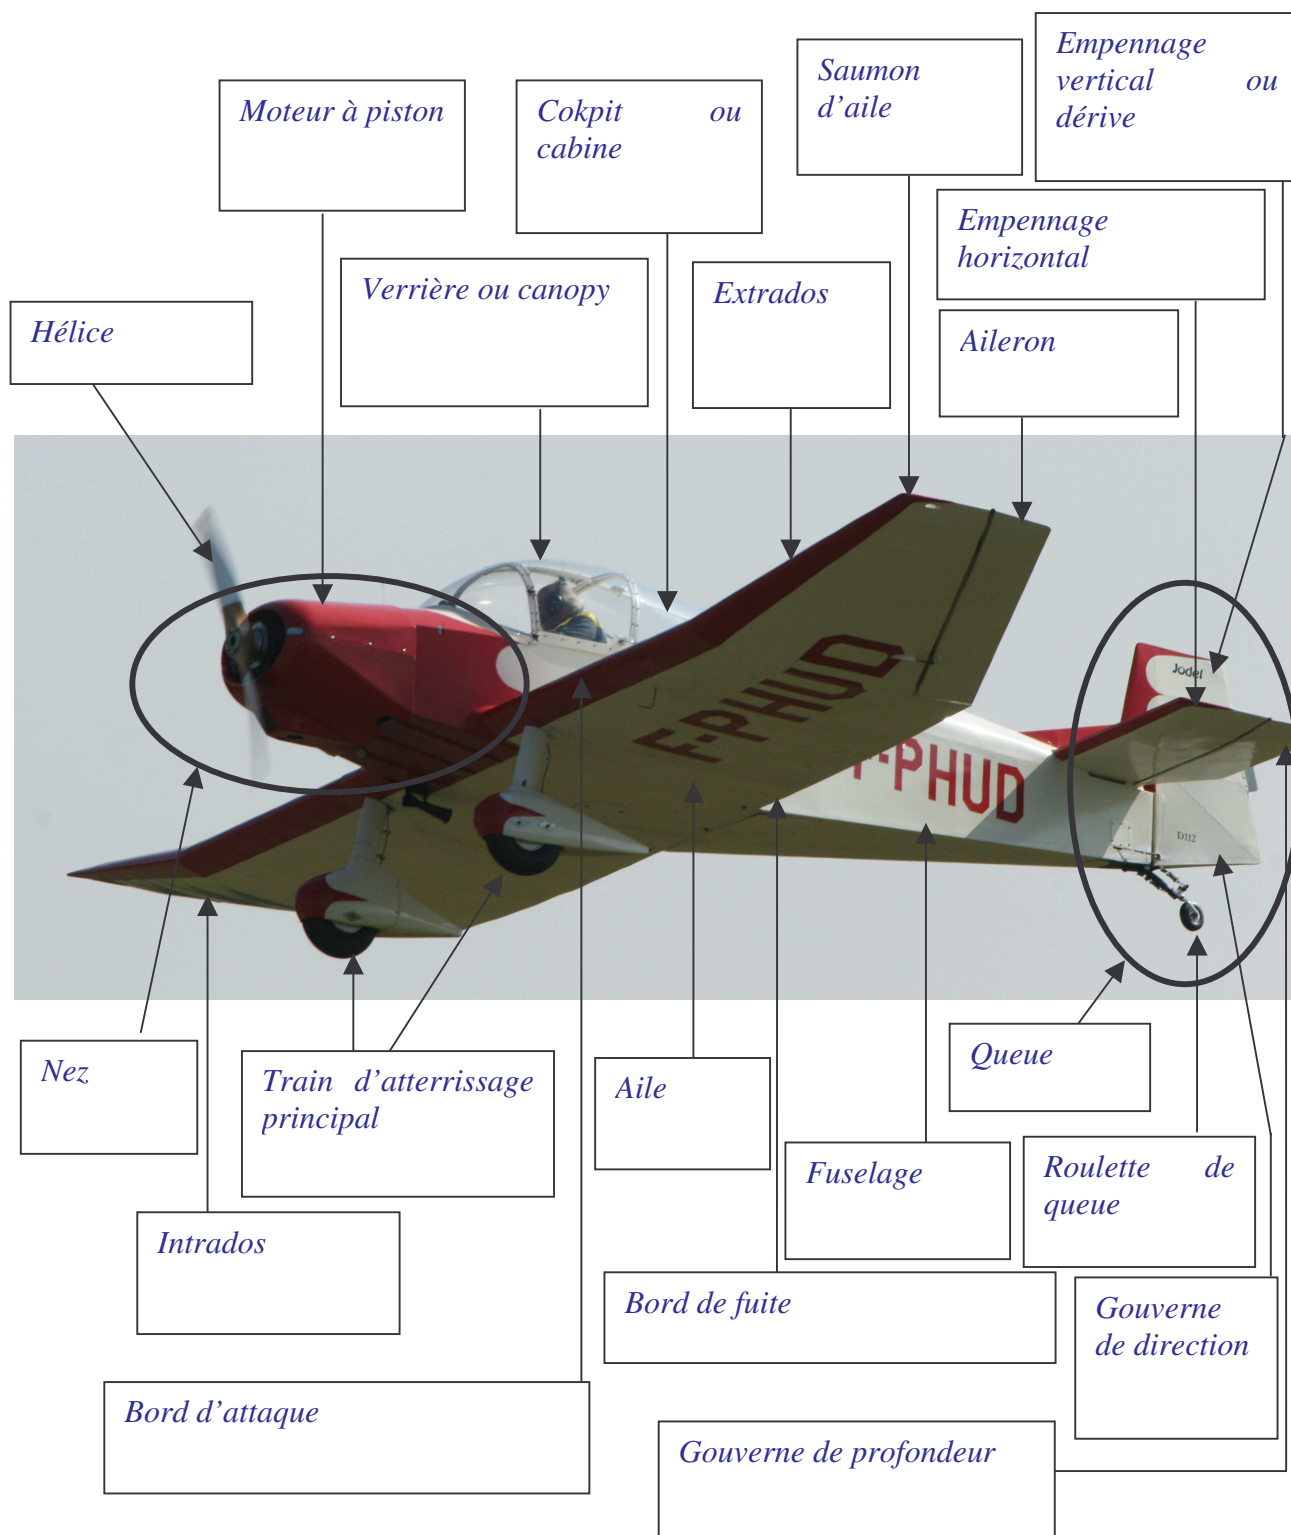 Empennage
vertical ou
dérive
Saumon
d’aile
Moteur à piston
Cokpit ou
cabine
Empennage
horizontal
Verrière ou canopy
Extrados
Hélice
Aileron
Jodel
F-PHUD
F-PHUD
D112
Nez
Train d’atterrissage
principal
Aile
Queue
Fuselage
Roulette de
queue
Intrados
Bord de fuite
Gouverne
de direction
Bord d’attaque
Gouverne de profondeur